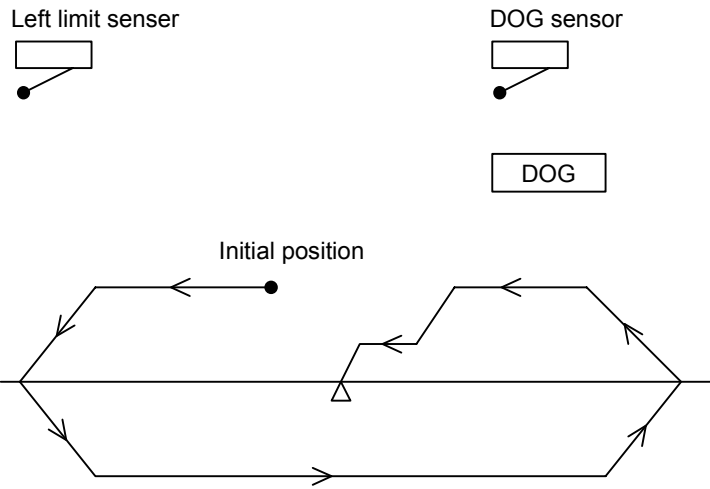 Left limit senser
DOG sensor
DOG
Initial position